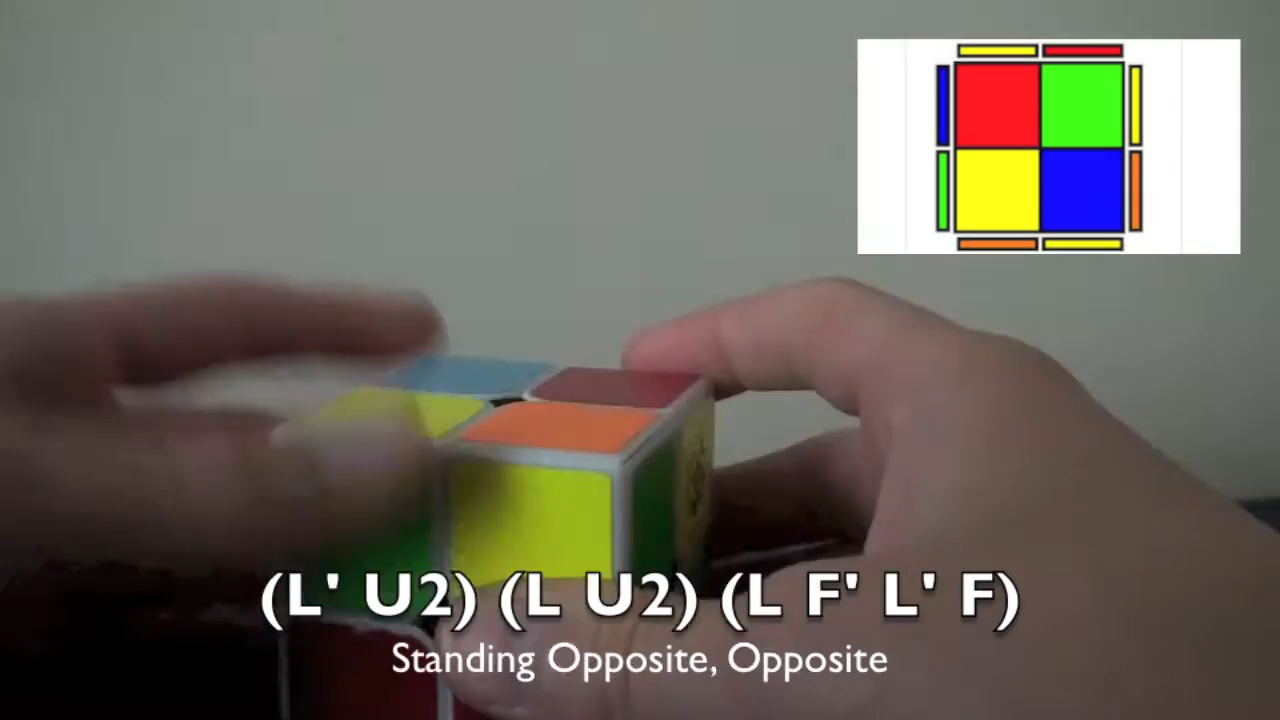 (L' U2) (L U2) (L F' L' F)
Standing Opposite, Opposite